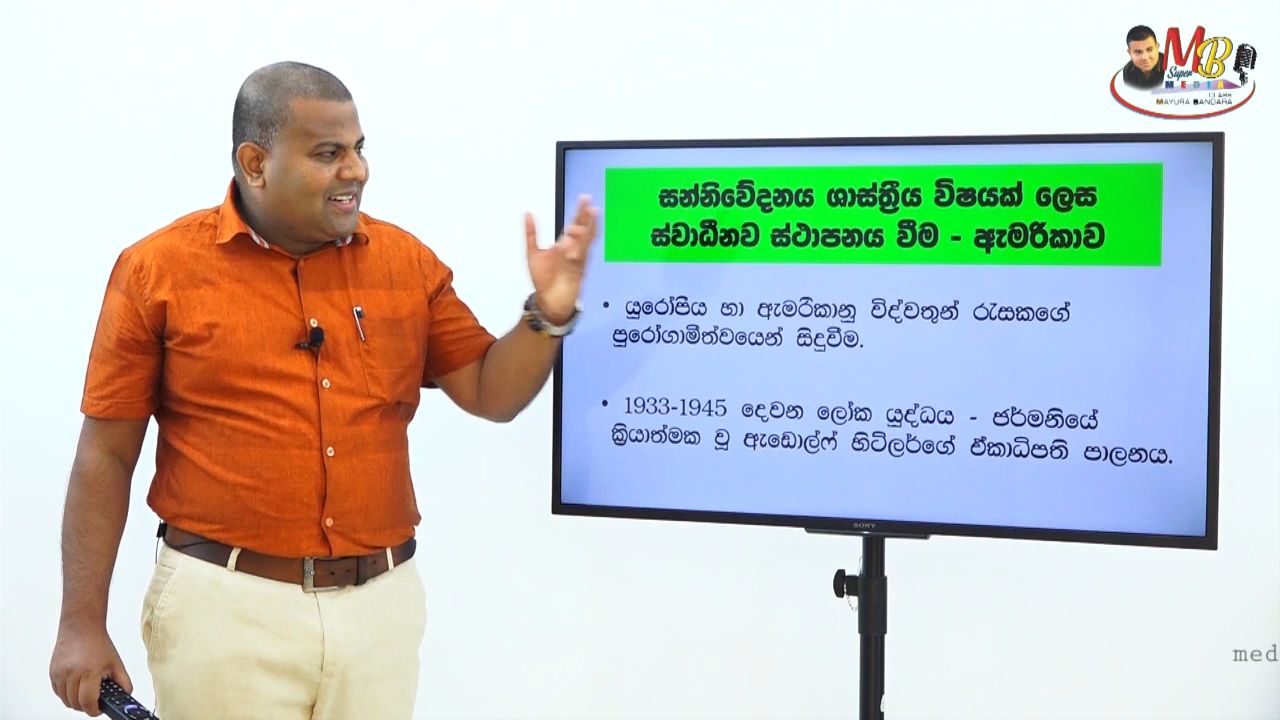 MB
Super
MEDIA
MAYURA BANDARA
සන්නිවේදනය ශාස්ත්‍රීය විෂයක් ලෙස
ස්වාධීනව ස්ථාපනය වීම - ඇමරිකාව
• යුරෝපීය හා ඇමරිකානු විද්වතුන් රැසකගේ
පුරෝගාමීත්වයෙන් සිදුවීම.
• 1933-1945 දෙවන ලෝක යුද්ධය - ජර්මනියේ
ක්‍රියාත්මක වූ ඇඩොල්ෆ් හිට්ලර්ගේ ඒකාධිපති පාලනය.
SONY
med